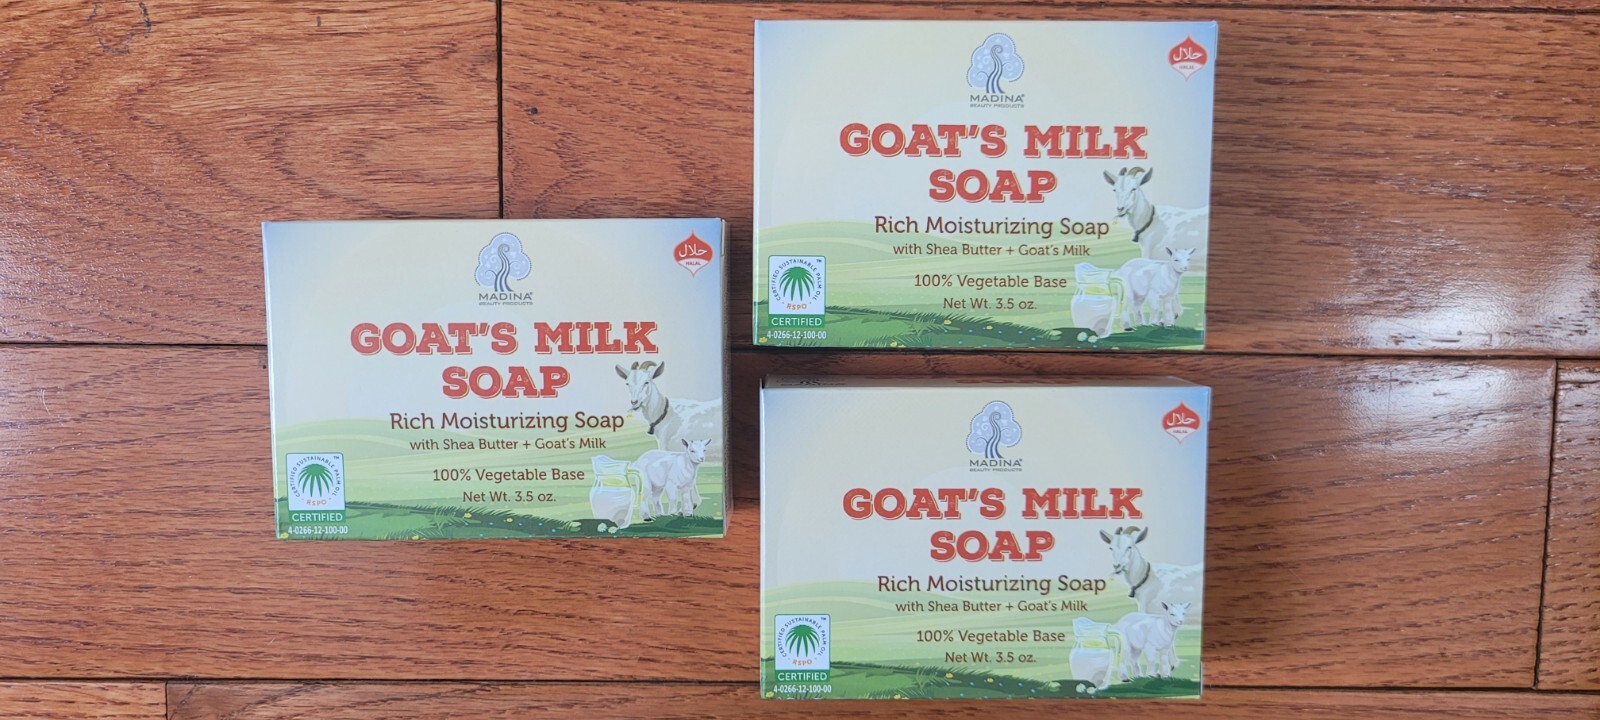 MADINA®
BEAUTY PRODUCTS
حلال
HALAL
GOAT'S MILK
SOAP
Rich Moisturizing Soap
with Shea Butter + Goat's Milk
100% Vegetable Base
Net Wt. 3.5 oz.
CERTIFIED SUSTAINABLE PALM OIL™
RSPO
CERTIFIED
4-0266-12-100-00
MADINA®
BEAUTY PRODUCTS
حلال
HALAL
GOAT'S MILK
SOAP
Rich Moisturizing Soap
with Shea Butter + Goat's Milk
100% Vegetable Base
Net Wt. 3.5 oz.
CERTIFIED SUSTAINABLE PALM OIL™
RSPO
CERTIFIED
4-0266-12-100-00
MADINA®
BEAUTY PRODUCTS
حلال
HALAL
GOAT'S MILK
SOAP
Rich Moisturizing Soap
with Shea Butter + Goat's Milk
100% Vegetable Base
Net Wt. 3.5 oz.
CERTIFIED SUSTAINABLE PALM OIL™
RSPO
CERTIFIED
4-0266-12-100-00